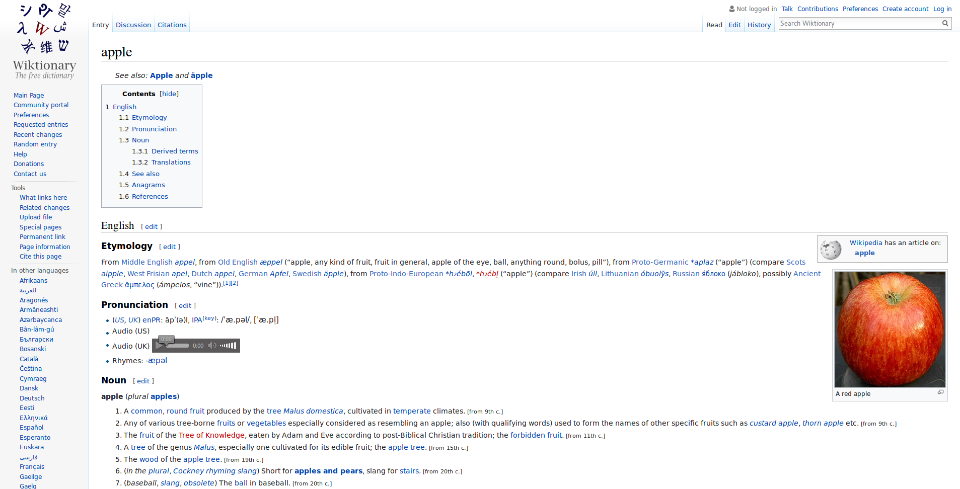 Not logged in Talk Contributions Preferences Create account Log in
Entry Discussion Citations Read Edit History Search Wiktionary
Wiktionary
The free dictionary
Main Page
Community portal
Preferences
Requested entries
Recent changes
Random entry
Help
Donations
Contact us
Tools
What links here
Related changes
Upload file
Special pages
Permanent link
Page information
Cite this page
In other languages
Afrikaans
العربية
Aragonés
Armãneashti
Azərbaycanca
Bân-lâm-gú
Български
Bosanski
Català
Čeština
Cymraeg
Dansk
Deutsch
Eesti
Ελληνικά
Español
Esperanto
Euskara
فارسی
Français
Gaeilge
Galego
apple
See also: Apple and äpple
Contents [hide]
1 English
1.1 Etymology
1.2 Pronunciation
1.3 Noun
1.3.1 Derived terms
1.3.2 Translations
1.4 See also
1.5 Anagrams
1.6 References
English [ edit ]
Wikipedia has an article on:
apple
Etymology [ edit ]
From Middle English appel, from Old English æppel (“apple, any kind of fruit, fruit in general, apple of the eye, ball, anything round, bolus, pill”), from Proto-Germanic *aplaz (“apple”) (compare Scots
aipple, West Frisian apel, Dutch appel, German Apfel, Swedish äpple), from Proto-Indo-European *h₂ébōl, *h₂ébl̥ (“apple”) (compare Irish úll, Lithuanian óbuolỹs, Russian я́блоко (jábloko), possibly Ancient
Greek ἄμπελος (ámpelos, “vine”)).[1][2]
Pronunciation [ edit ]
(US, UK) enPR: ăp′(ə)l, IPA(key): /ˈæ.pəl/, [ˈæ.pl̩]
Audio (US)
Audio (UK) 0:00
Rhymes: -æpəl
A red apple
Noun [ edit ]
apple (plural apples)
1. A common, round fruit produced by the tree Malus domestica, cultivated in temperate climates. [from 9th c.]
2. Any of various tree-borne fruits or vegetables especially considered as resembling an apple; also (with qualifying words) used to form the names of other specific fruits such as custard apple, thorn apple etc. [from 9th c.]
3. The fruit of the Tree of Knowledge, eaten by Adam and Eve according to post-Biblical Christian tradition; the forbidden fruit. [from 11th c.]
4. A tree of the genus Malus, especially one cultivated for its edible fruit; the apple tree. [from 15th c.]
5. The wood of the apple tree. [from 19th c.]
6. (in the plural, Cockney rhyming slang) Short for apples and pears, slang for stairs. [from 20th c.]
7. (baseball, slang, obsolete) The ball in baseball. [from 20th c.]